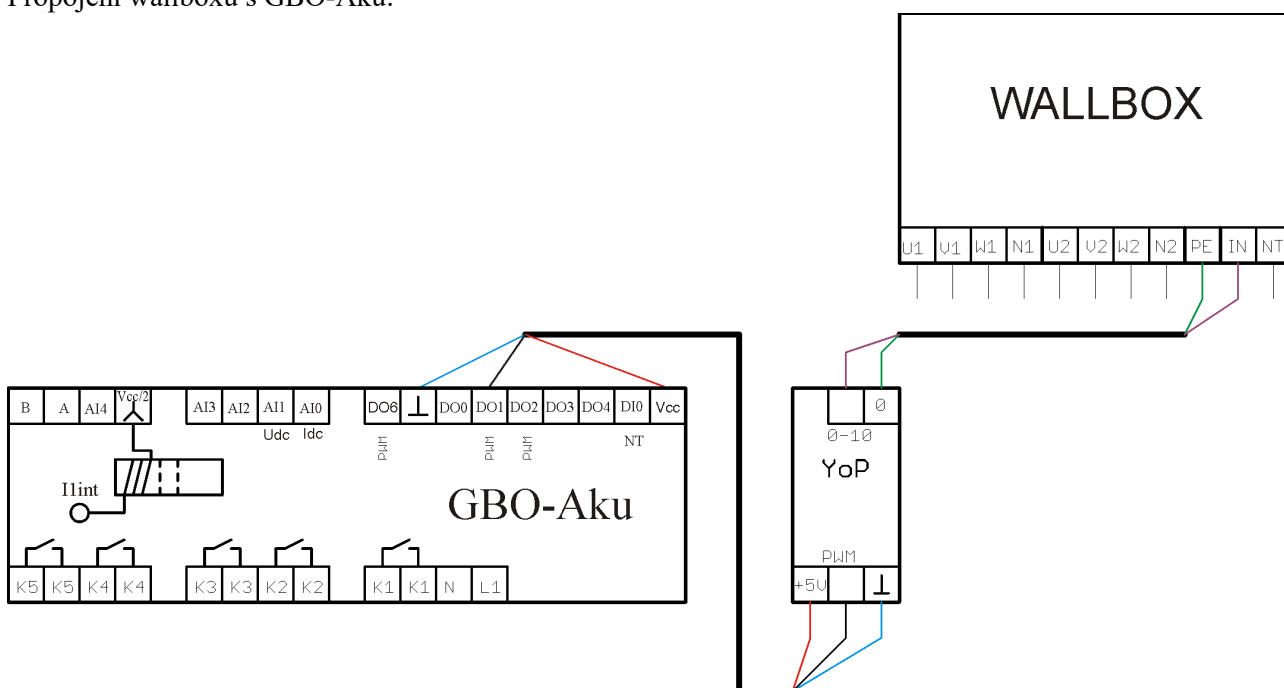 Propojení wallboxu s GBO-Aku:
WALLBOX
U1 V1 W1 N1 U2 V2 W2 N2 PE IN NT
B A AI4 Vcc/2 AI3 AI2 AI1 AI0 DO6 ⊥ DO0 DO1 DO2 DO3 DO4 DI0 Vcc
Udc Idc
PWM PWM PWM NT
0
0-10
YoP
I1int
GBO-Aku
PWM
K5 K5 K4 K4 K3 K3 K2 K2 K1 K1 N L1
+5V ⊥